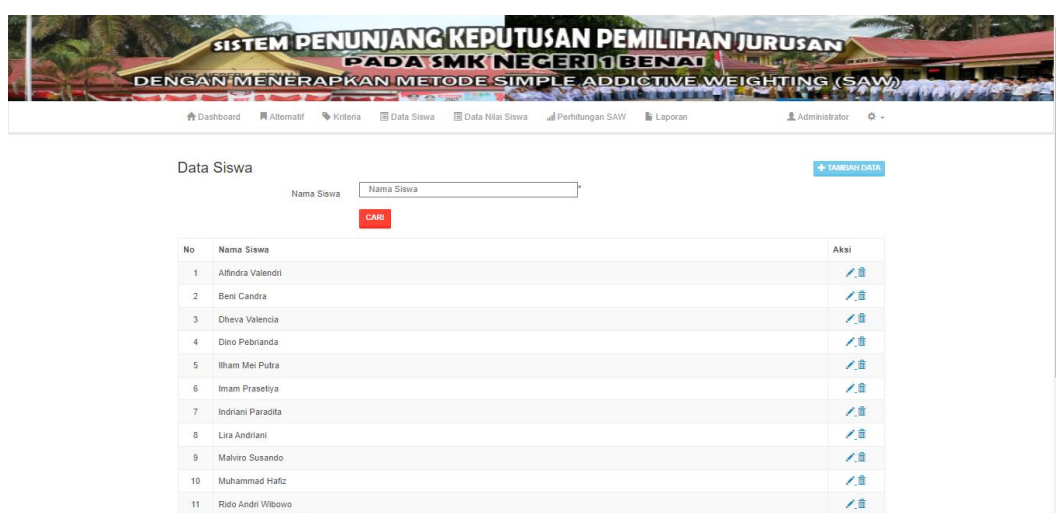 SISTEM PENUNJANG KEPUTUSAN PEMILIHAN JURUSAN
PADA SMK NEGERI 1 BENAI
DENGAN MENERAPKAN METODE SIMPLE ADDICTIVE WEIGHTING (SAW)
Dashboard Alternatif Kriteria Data Siswa Data Nilai Siswa Perhitungan SAW Laporan Administrator
Data Siswa + TAMBAH DATA
Nama Siswa Nama Siswa *
CARI
No Nama Siswa Aksi
1 Alfindra Valendri
2 Beni Candra
3 Dheva Valencia
4 Dino Pebrianda
5 Ilham Mei Putra
6 Imam Prasetiya
7 Indriani Paradita
8 Lira Andriani
9 Malviro Susando
10 Muhammad Hafiz
11 Rido Andri Wibowo